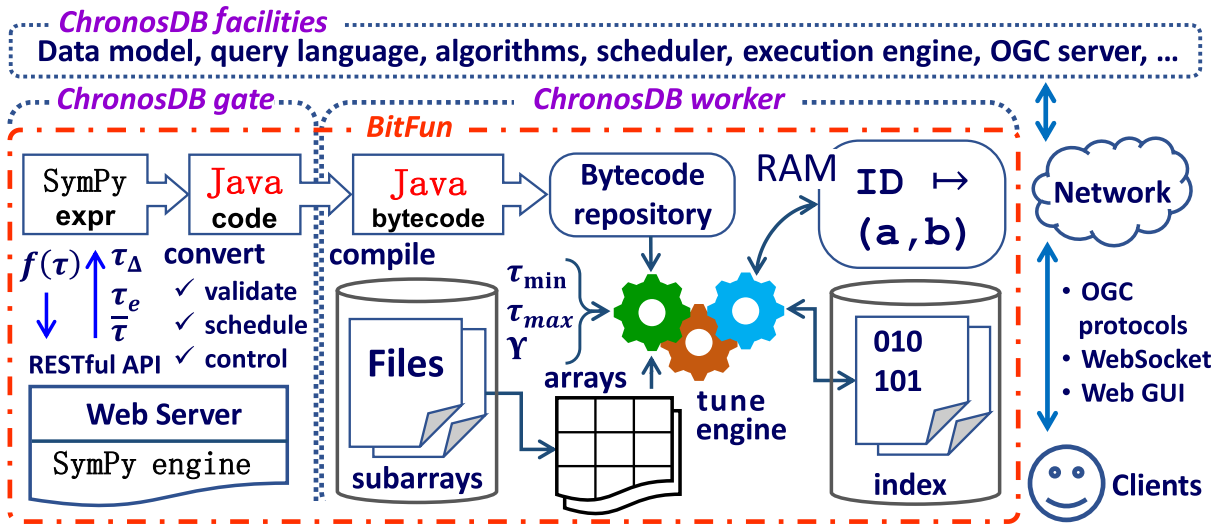 ChronosDB facilities
Data model, query language, algorithms, scheduler, execution engine, OGC server, ...
ChronosDB gate
ChronosDB worker
BitFun
SymPy
expr
Java
code
Java
bytecode
Bytecode
repository
RAM
ID ↦
(a,b)
Network
f(τ)
τΔ
τe
τ̅
convert
✓ validate
✓ schedule
✓ control
RESTful API
Web Server
SymPy engine
compile
Files
subarrays
τmin
τmax
ϒ
arrays
tune
engine
010
101
index
• OGC
protocols
• WebSocket
• Web GUI
Clients